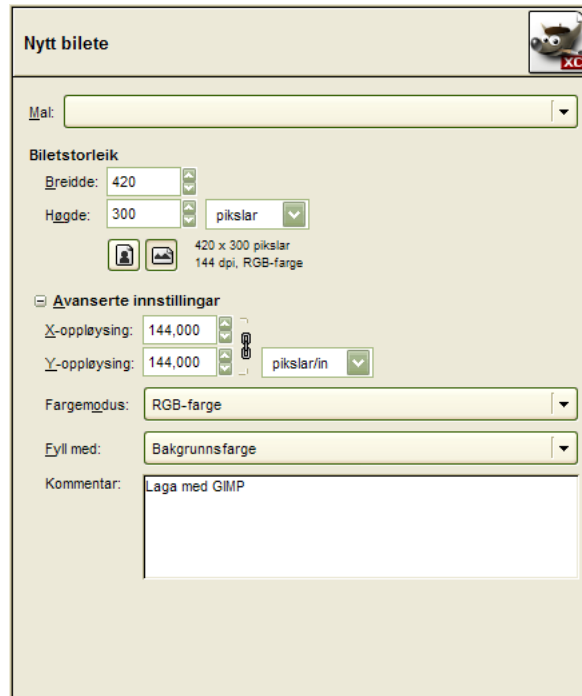 Nytt bilete
XC
Mal:
Biletstorleik
Breidde: 420
Høgde: 300 pikslar
420 x 300 pikslar
144 dpi, RGB-farge
Avanserte innstillingar
X-oppløysing: 144,000
Y-oppløysing: 144,000 pikslar/in
Fargemodus: RGB-farge
Fyll med: Bakgrunnsfarge
Kommentar: Laga med GIMP